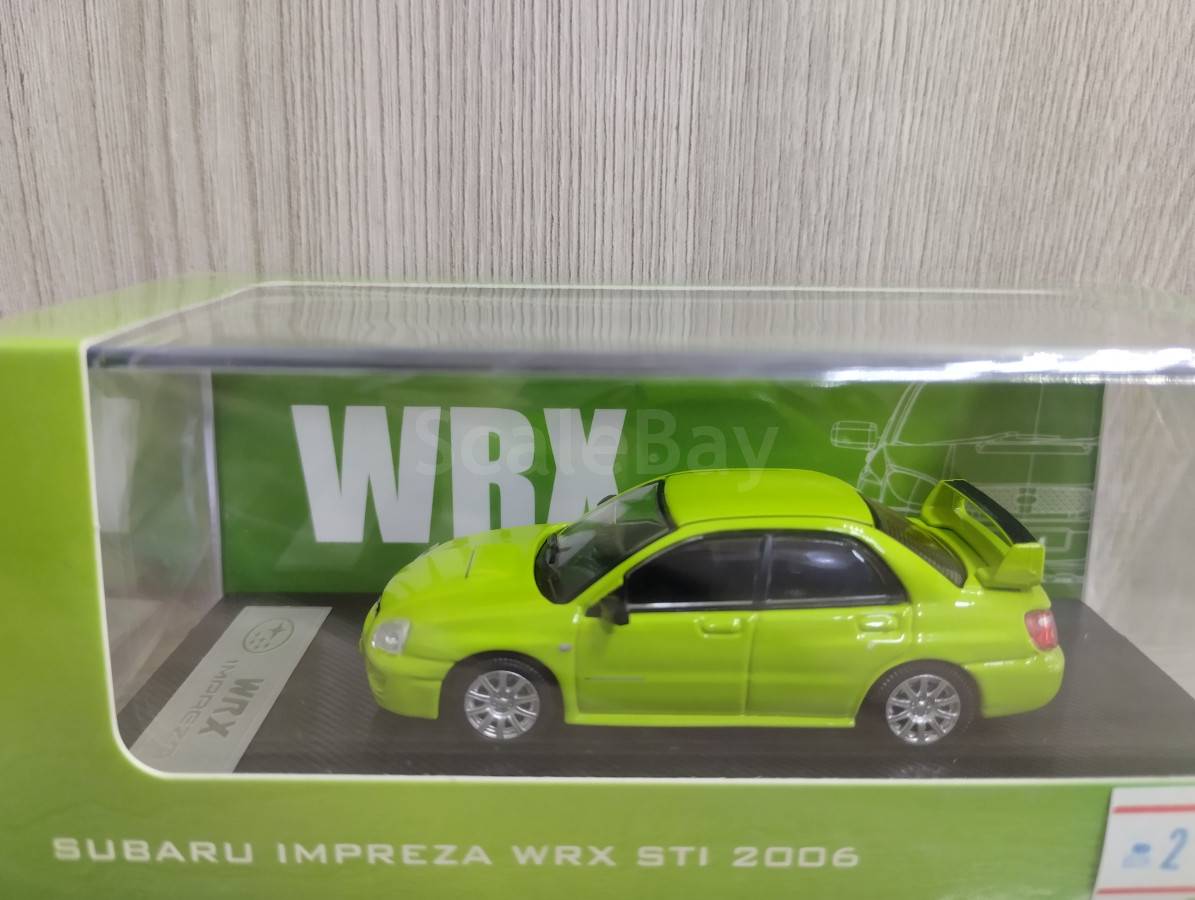 WRX
ScaleBay
WRX
IMPREZA
SUBARU IMPREZA WRX STI 2006
2